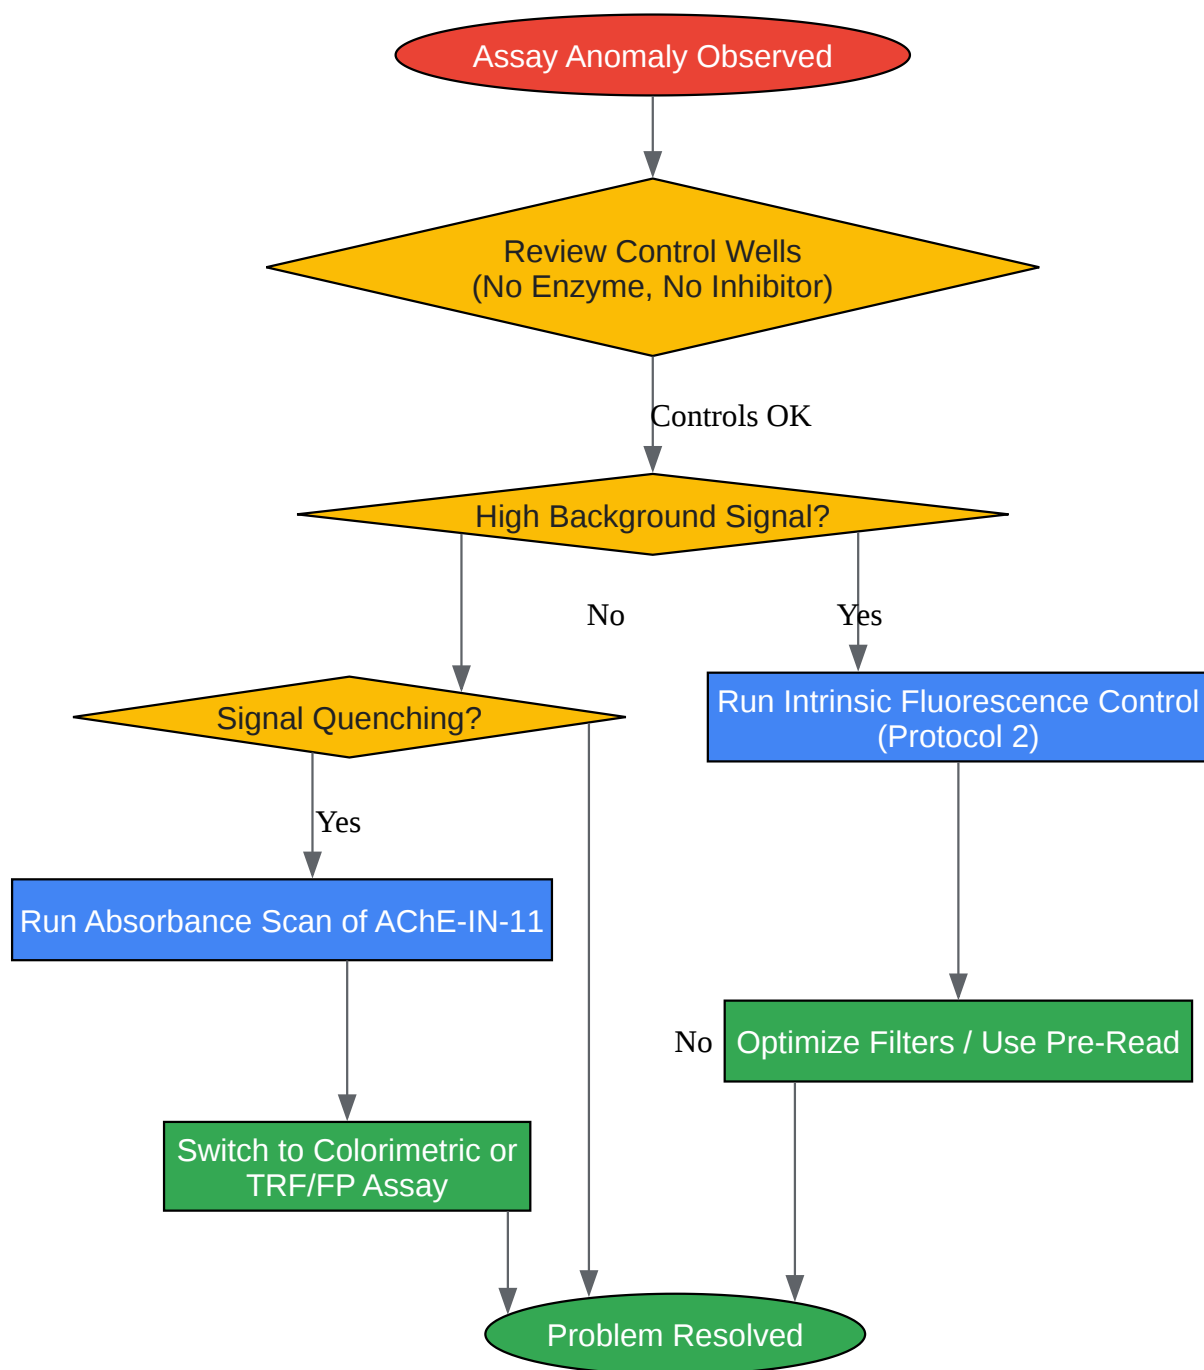 Assay Anomaly Observed
Review Control Wells
(No Enzyme, No Inhibitor)
Controls OK
High Background Signal?
No
Yes
Signal Quenching?
Run Intrinsic Fluorescence Control
(Protocol 2)
Yes
Run Absorbance Scan of AChE-IN-11
No
Optimize Filters / Use Pre-Read
Switch to Colorimetric or
TRF/FP Assay
Problem Resolved